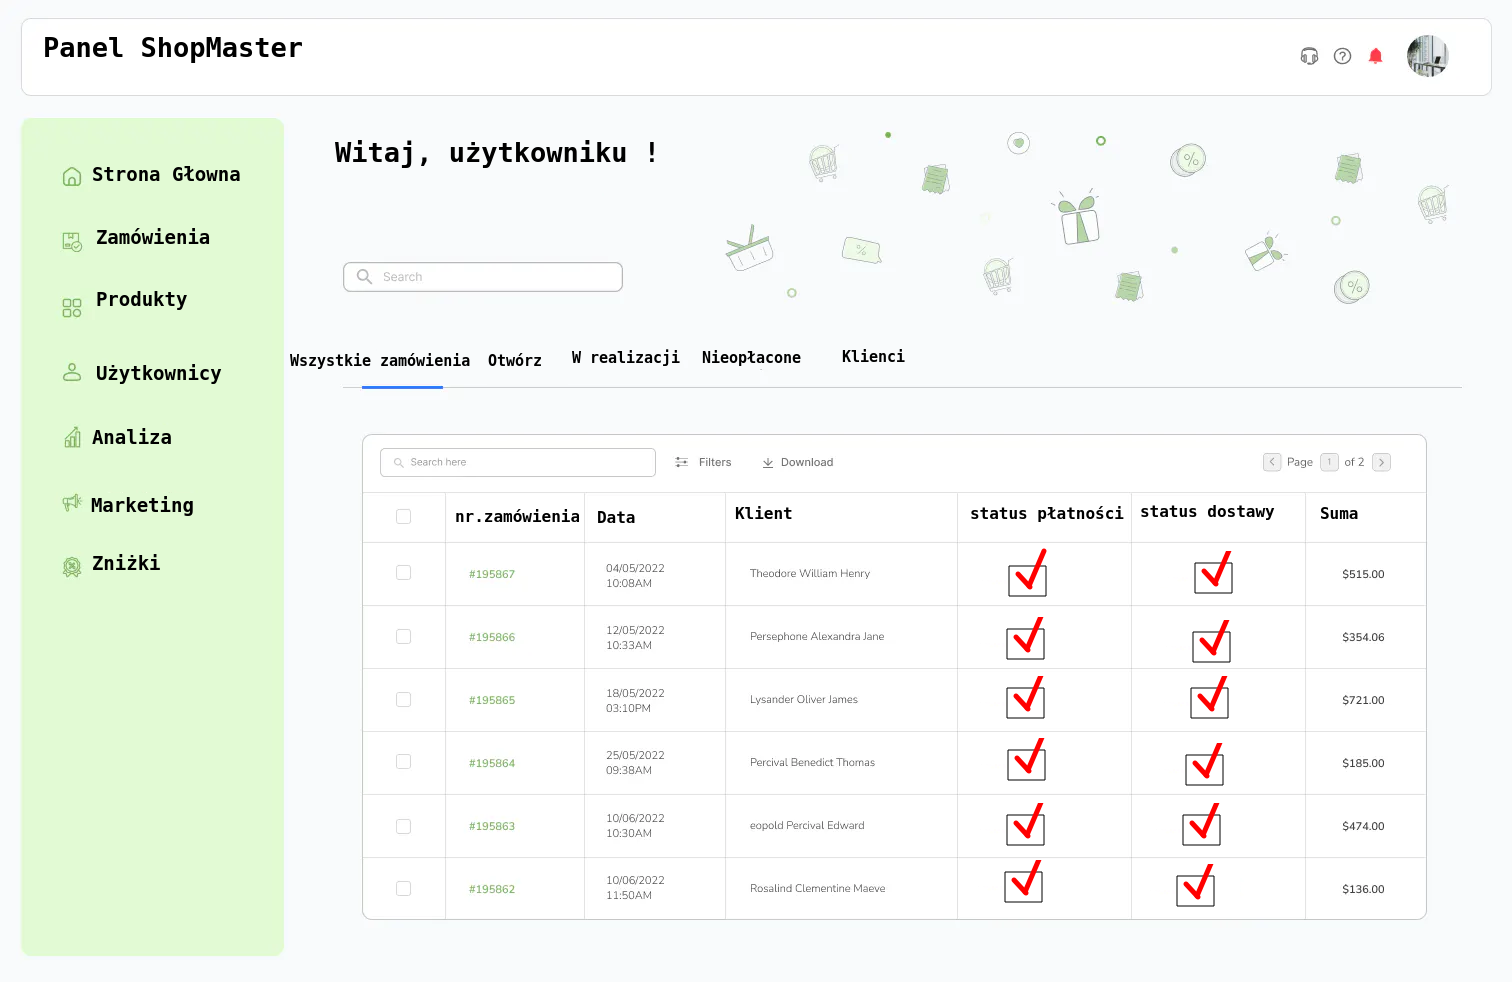 Panel ShopMaster
Strona Głowna
Zamówienia
Produkty
Użytkownicy
Analiza
Marketing
Zniżki
Witaj, użytkowniku !
%
%
%
Search
Wszystkie zamówienia Otwórz W realizacji Nieopłacone Klienci
Search here Filters Download Page 1 of 2
nr.zamówienia Data Klient status płatności status dostawy Suma
#195867 04/05/2022 Theodore William Henry $515.00
10:08AM
#195866 12/05/2022 Persephone Alexandra Jane $354.06
10:33AM
#195865 18/05/2022 Lysander Oliver James $721.00
03:10PM
#195864 25/05/2022 Percival Benedict Thomas $185.00
09:38AM
#195863 10/06/2022 eopold Percival Edward $474.00
10:30AM
#195862 10/06/2022 Rosalind Clementine Maeve $136.00
11:50AM